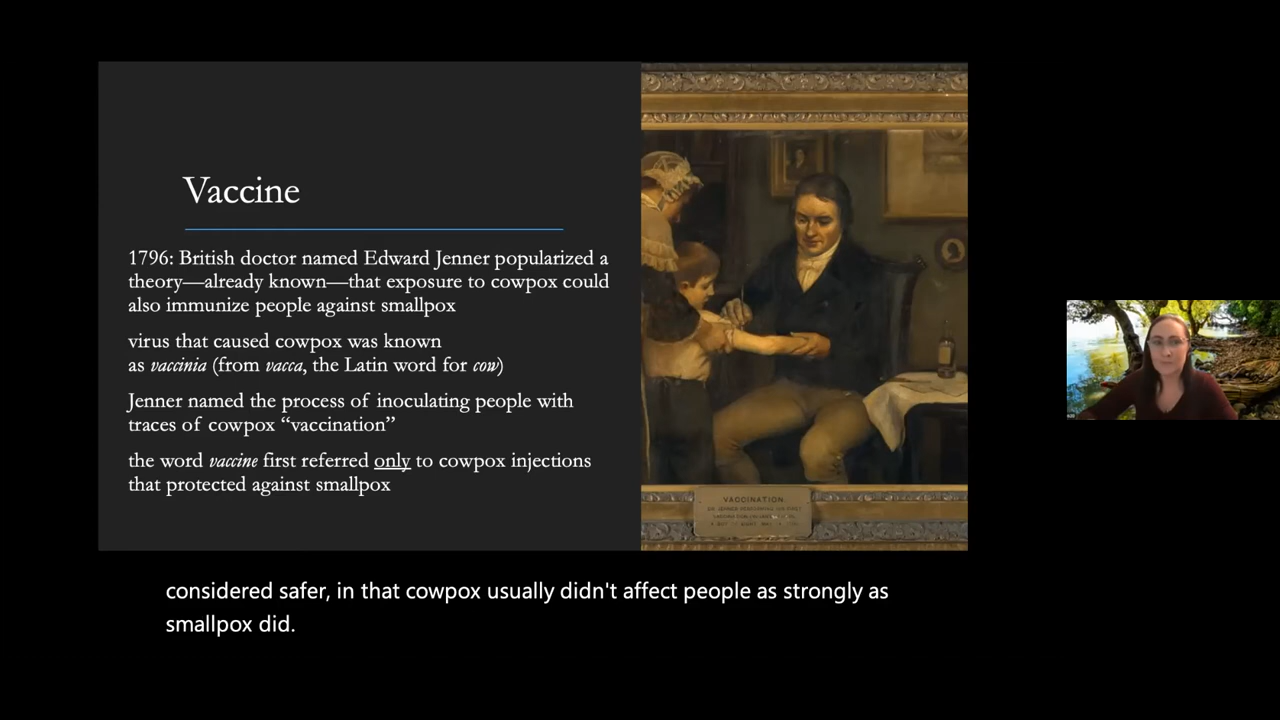 Vaccine
1796: British doctor named Edward Jenner popularized a
theory—already known—that exposure to cowpox could
also immunize people against smallpox
virus that caused cowpox was known
as vaccinia (from vacca, the Latin word for cow)
Jenner named the process of inoculating people with
traces of cowpox “vaccination”
the word vaccine first referred only to cowpox injections
that protected against smallpox
VACCINATION
considered safer, in that cowpox usually didn't affect people as strongly as
smallpox did.